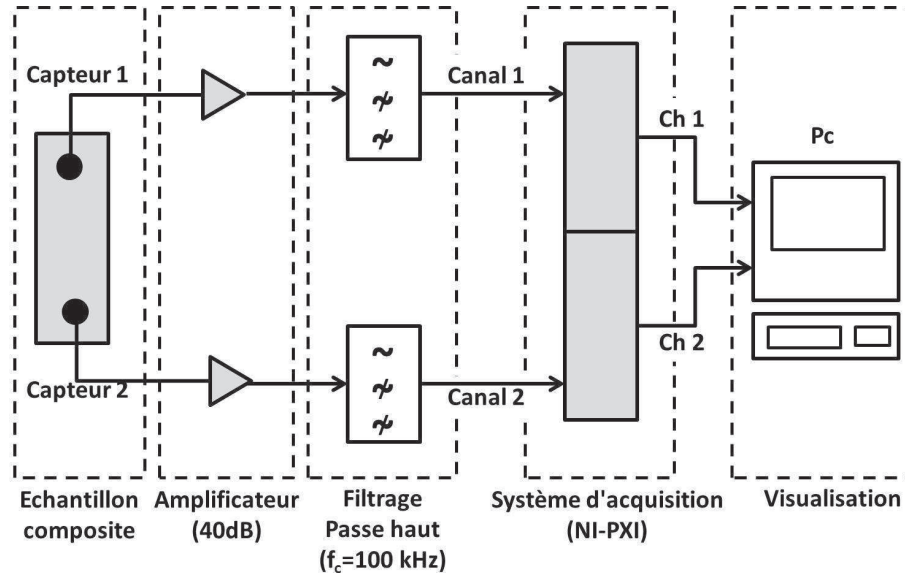 Capteur 1
Canal 1
Ch 1
Pc
Capteur 2
Canal 2
Ch 2
Echantillon
composite
Amplificateur
(40dB)
Filtrage
Passe haut
(fc=100 kHz)
Système d'acquisition
(NI-PXI)
Visualisation